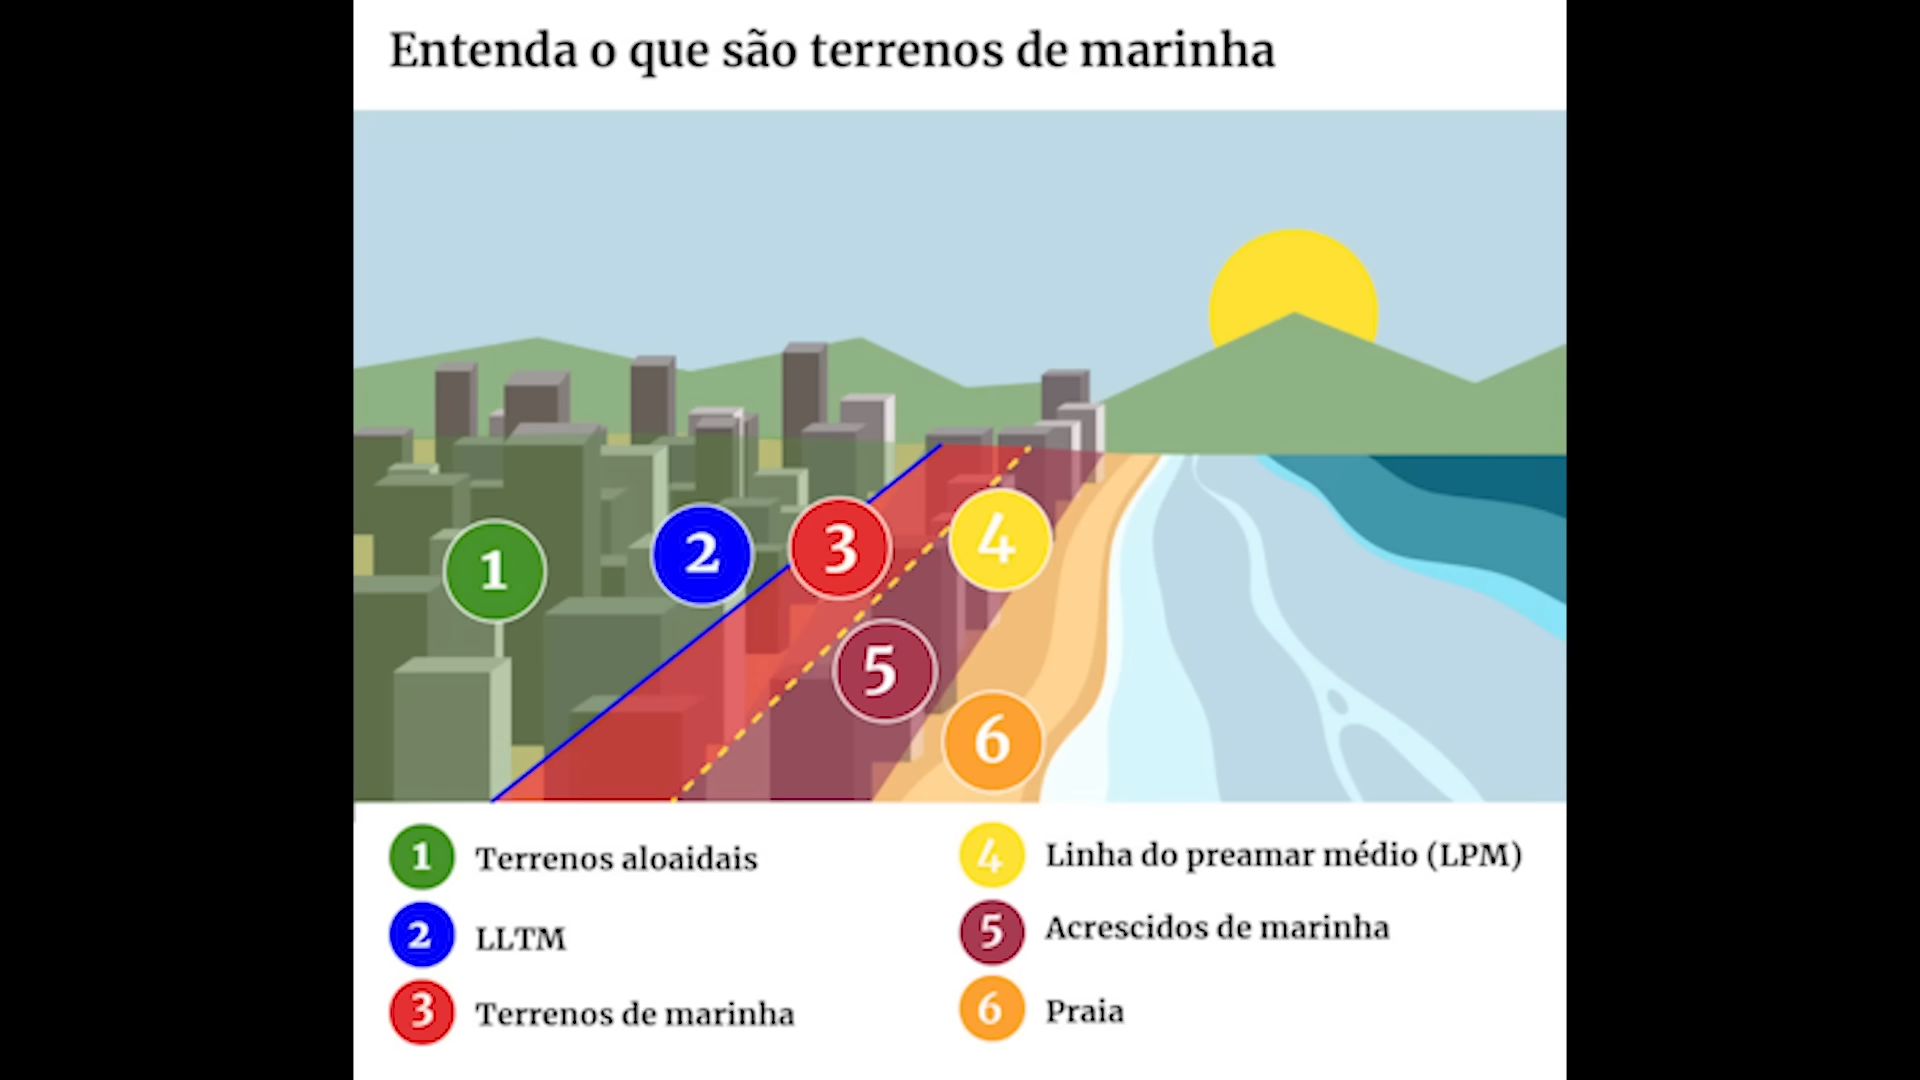 Entenda o que são terrenos de marinha
1
2
3
4
5
6
1 Terrenos aloaidais
2 LLTM
3 Terrenos de marinha
4 Linha do preamar médio (LPM)
5 Acrescidos de marinha
6 Praia